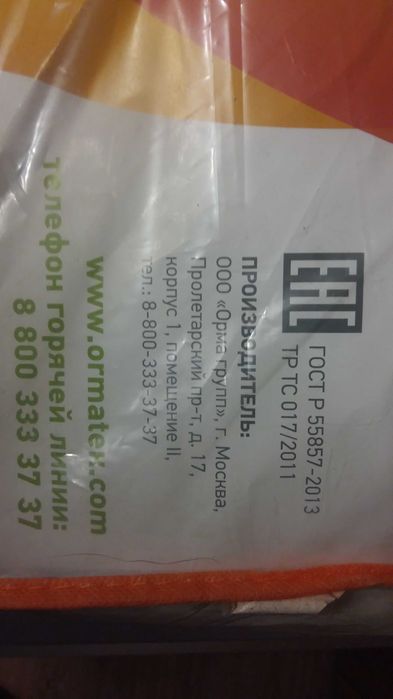 EAC
ГОСТ Р 55857-2013
ТР ТС 017/2011
ПРОИЗВОДИТЕЛЬ:
ООО «Орма групп», г. Москва,
Пролетарский пр-т, д. 17,
корпус 1, помещение II,
тел.: 8-800-333-37-37
www.ormatek.com
телефон горячей линии:
8 800 333 37 37